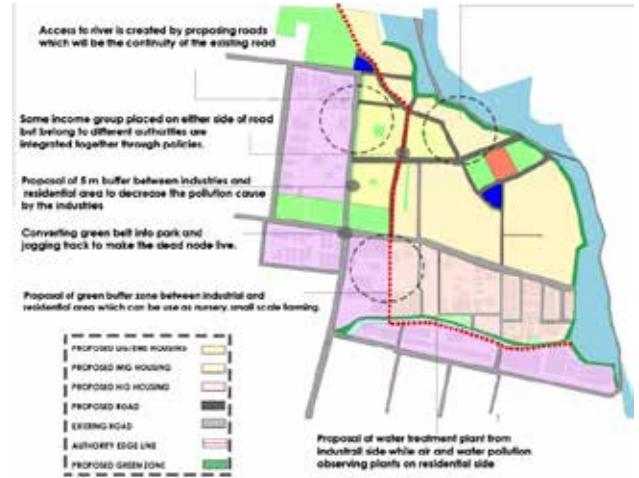 Access to river is created by proposing roads
which will be the continuity of the existing road
Some income group placed on either side of road
but belong to different authorities are
integrated together through policies.
Proposal of 5 m buffer between industries and
residential area to decrease the pollution cause
by the industries
Converting green belt into park and
jogging track to make the dead node live.
Proposal of green buffer zone between industrial and
residential area which can be use as nursery, small scale farming.
PROPOSED HOUSING
PROPOSED MIG HOUSING
PROPOSED HIG HOUSING
PROPOSED ROAD
EXISTING ROAD
AUTHORITY EDGE LINE
PROPOSED GREEN ZONE
Proposal of water treatment plant from
industrail side while air and water pollution
observing plants on residential side